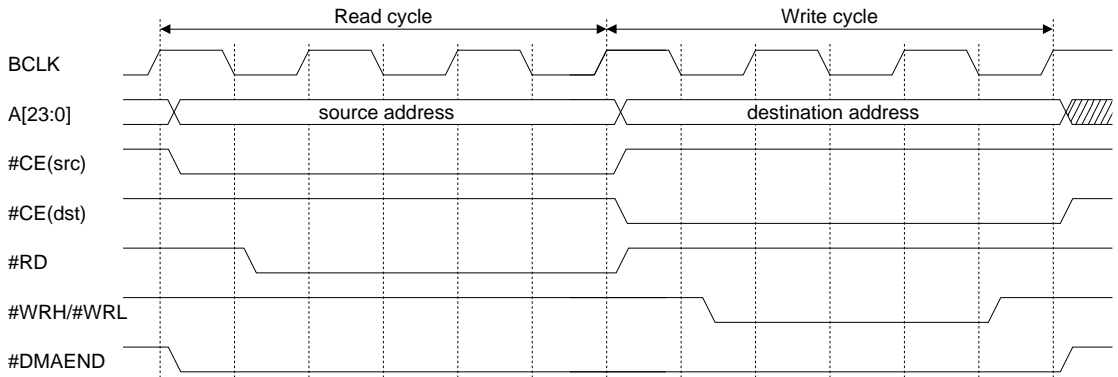 Read cycle Write cycle
BCLK
A[23:0] source address destination address
#CE(src)
#CE(dst)
#RD
#WRH/#WRL
#DMAEND